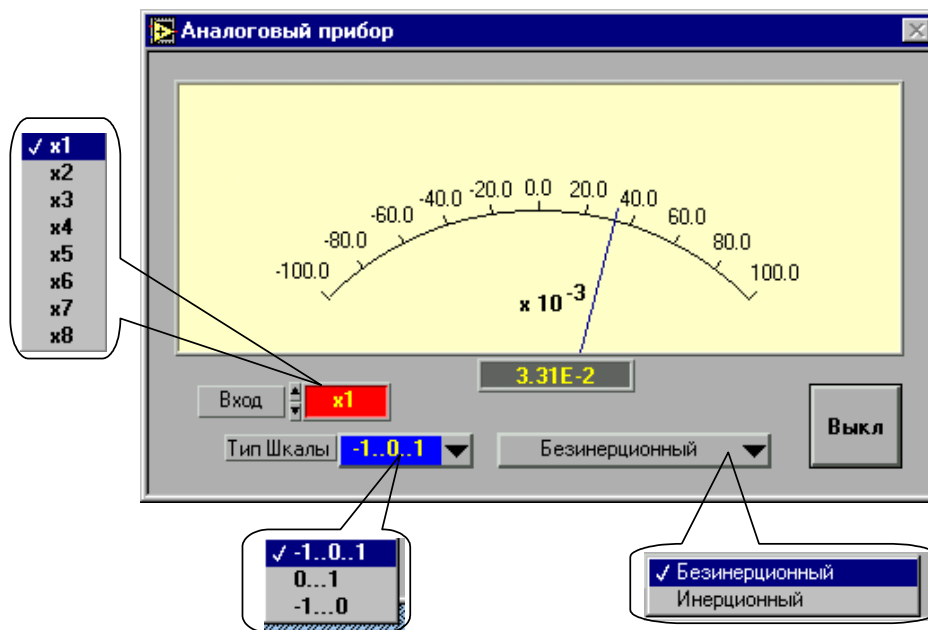 Аналоговый прибор
✓ x1
x2
x3
x4
x5
x6
x7
x8
-100.0 -80.0 -60.0 -40.0 -20.0 0.0 20.0 40.0 60.0 80.0 100.0
x 10 -3
3.31E-2
Вход x1
Тип Шкалы -1..0..1
Безинерционный
Выкл
✓ -1..0..1
0...1
-1...0
✓ Безинерционный
Инерционный